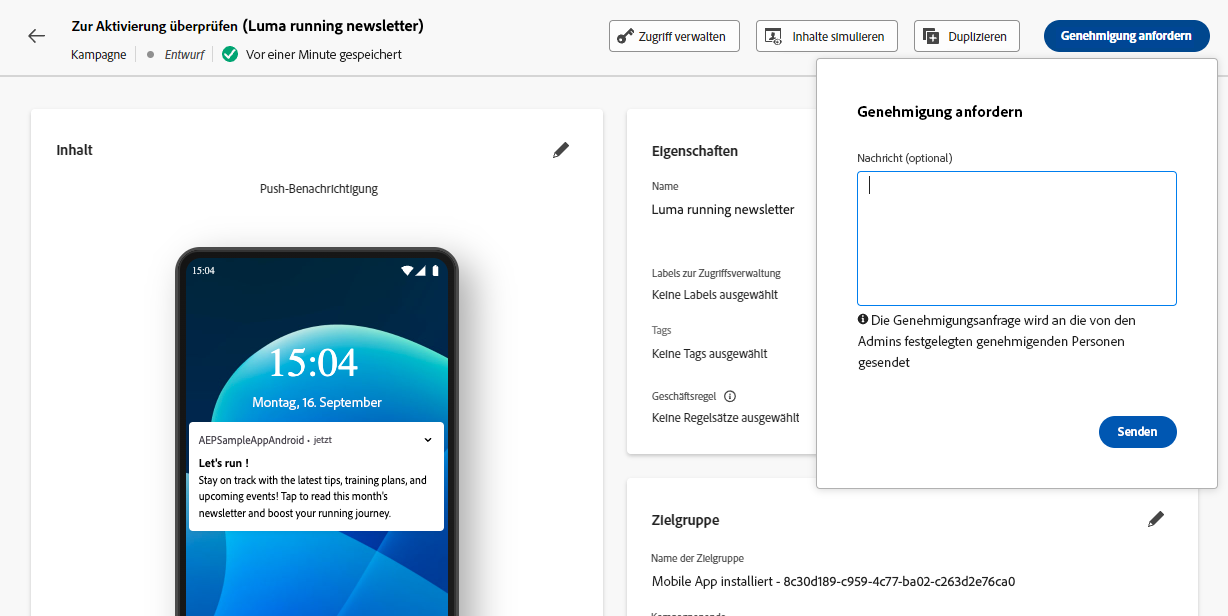 Zur Aktivierung überprüfen (Luma running newsletter)
Kampagne
Entwurf
Vor einer Minute gespeichert
Zugriff verwalten
Inhalte simulieren
Duplizieren
Genehmigung anfordern
Inhalt
Push-Benachrichtigung
15:04
15:04
Montag, 16. September
AEPSampleAppAndroid • jetzt
Let's run !
Stay on track with the latest tips, training plans, and
upcoming events! Tap to read this month's
newsletter and boost your running journey.
Eigenschaften
Name
Luma running newsletter
Labels zur Zugriffsverwaltung
Keine Labels ausgewählt
Tags
Keine Tags ausgewählt
Geschäftsregel
Keine Regelsätze ausgewählt
Genehmigung anfordern
Nachricht (optional)
Die Genehmigungsanfrage wird an die von den
Admins festgelegten genehmigenden Personen
gesendet
Senden
Zielgruppe
Name der Zielgruppe
Mobile App installiert - 8c30d189-c959-4c77-ba02-c263d2e76ca0